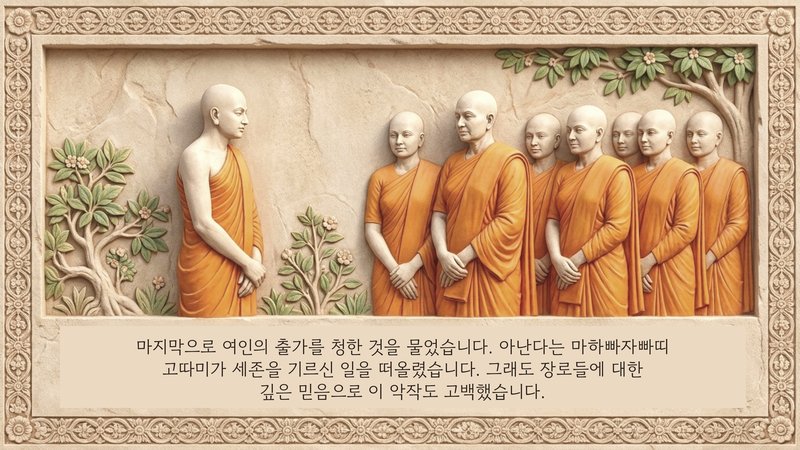 마지막으로 여인의 출가를 청한 것을 물었습니다. 아난다는 마하빠자빠띠
고따미가 세존을 기르신 일을 떠올렸습니다. 그래도 장로들에 대한
깊은 믿음으로 이 악작도 고백했습니다.